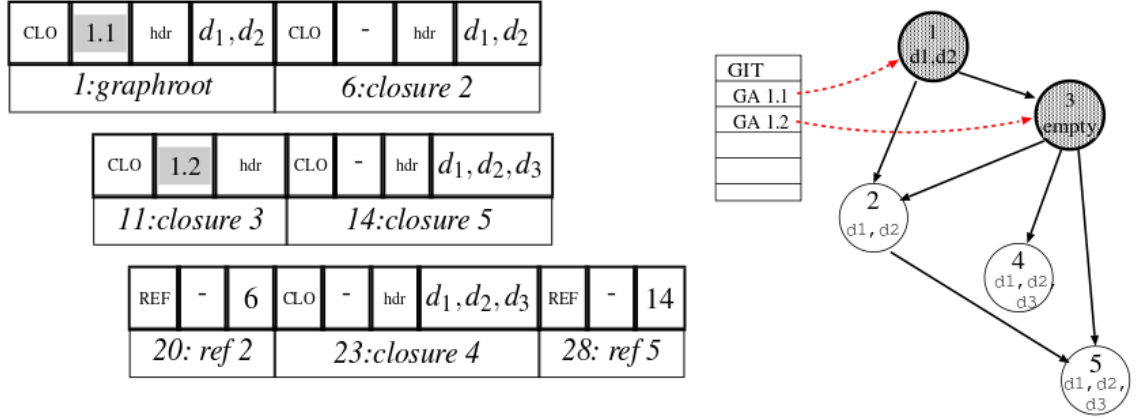 CLO 1.1 hdr d1,d2 CLO - hdr d1,d2
1:graphroot 6:closure 2
CLO 1.2 hdr CLO - hdr d1,d2,d3
11:closure 3 14:closure 5
REF - 6 CLO - hdr d1,d2,d3 REF - 14
20: ref 2 23:closure 4 28: ref 5
GIT
GA 1.1
GA 1.2
1
d1,d2
3
empty
2
d1,d2
4
d1,d2,
d3
5
d1,d2,
d3